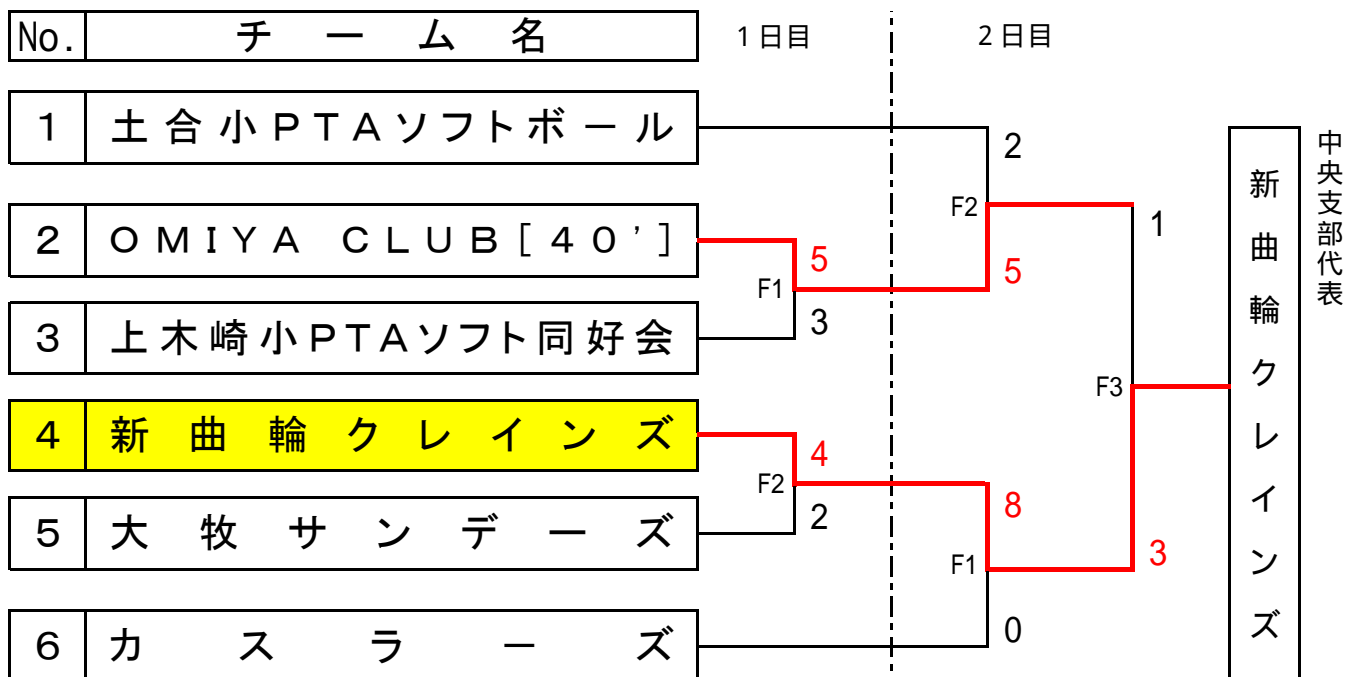 No. チーム名 1日目 2日目
1 土合小PTAソフトボール
2 OMIYA CLUB[40']
3 上木崎小PTAソフト同好会
4 新曲輪クレインズ
5 大牧サンデーズ
6 カスラーズ
F1
5
3
F2
4
2
2
F2
5
8
F1
0
1
F3
3
新曲輪クレインズ
中央支部代表